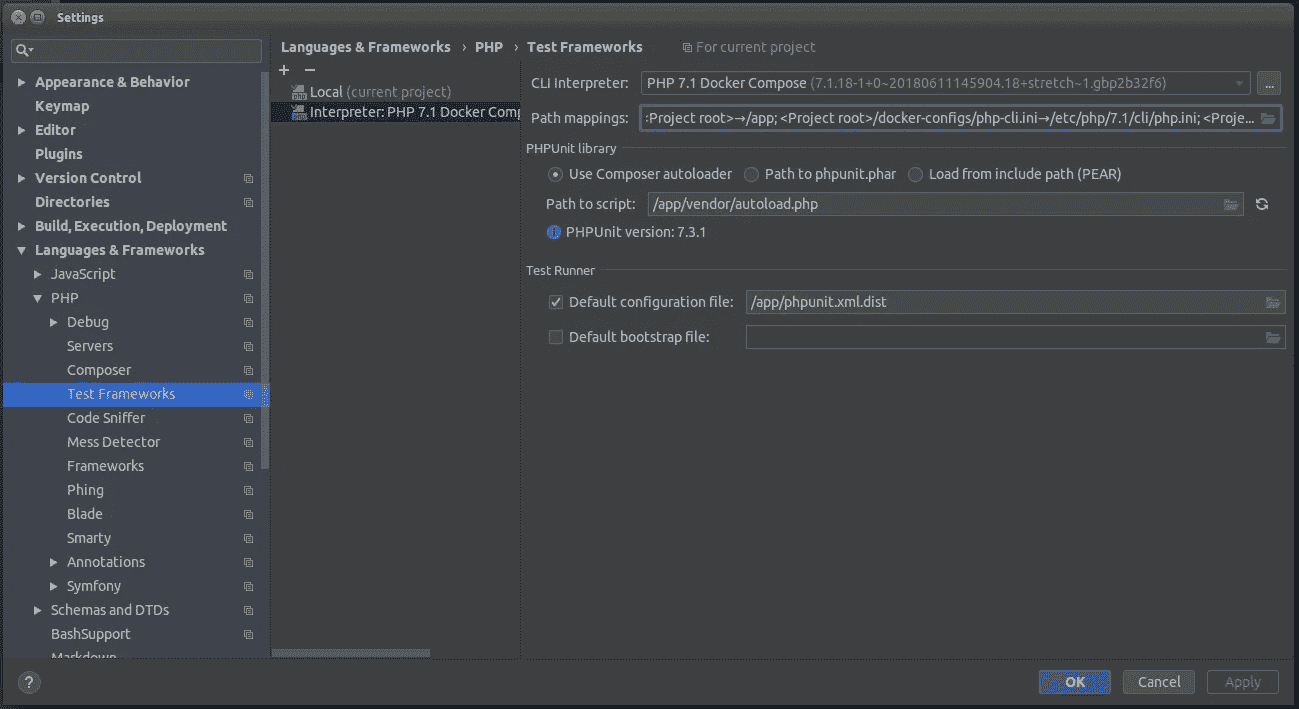 Settings
Languages & Frameworks › PHP › Test Frameworks For current project
Appearance & Behavior
Keymap
Editor
Plugins
Version Control
Directories
Build, Execution, Deployment
Languages & Frameworks
JavaScript
PHP
Debug
Servers
Composer
Test Frameworks
Code Sniffer
Mess Detector
Frameworks
Phing
Blade
Smarty
Annotations
Symfony
Schemas and DTDs
BashSupport
Markdown
+ −
Local (current project)
Interpreter: PHP 7.1 Docker Comp
CLI Interpreter: PHP 7.1 Docker Compose (7.1.18-1+0~20180611145904.18+stretch~1.gbp2b32f6) ...
Path mappings: :Project root>→/app; <Project root>/docker-configs/php-cli.ini→/etc/php/7.1/cli/php.ini; <Proje...
PHPUnit library
Use Composer autoloader Path to phpunit.phar Load from include path (PEAR)
Path to script: /app/vendor/autoload.php
PHPUnit version: 7.3.1
Test Runner
Default configuration file: /app/phpunit.xml.dist
Default bootstrap file:
? OK Cancel Apply